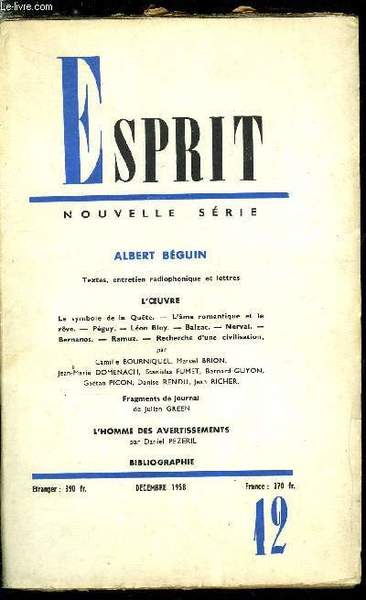 Le-livre.com
ESPRIT
NOUVELLE SÉRIE
ALBERT BÉGUIN
Textes, entretien radiophonique et lettres
L'ŒUVRE
Le symbole de la Quête. — L'âme romantique et le
rêve. — Péguy. — Léon Bloy. — Balzac. — Nerval. —
Bernanos. — Ramuz. — Recherche d'une civilisation,
par
Camille BOURNIQUEL, Marcel BRION,
Jean-Marie DOMENACH, Stanislas FUMET, Bernard GUYON,
Gaëtan PICON, Denise RENDU, Jean RICHER.
Fragments de Journal
de Julien GREEN
L'HOMME DES AVERTISSEMENTS
par Daniel PEZERIL
BIBLIOGRAPHIE
Etranger : 390 fr. DÉCEMBRE 1958 France : 370 fr.
12